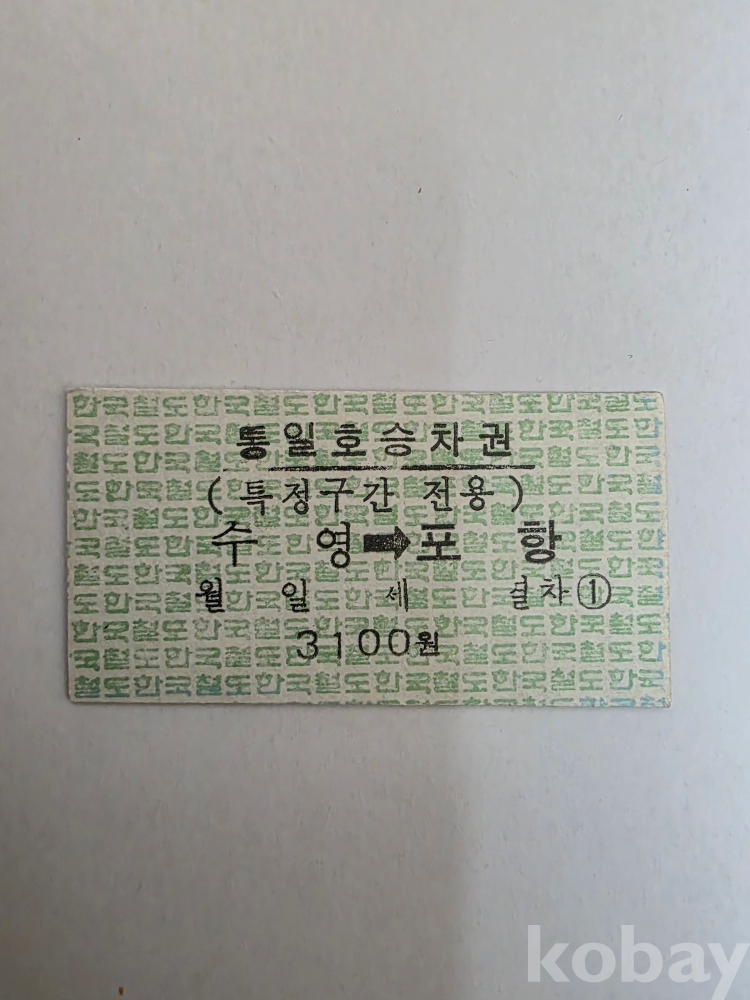 통일호승차권
(특정구간 전용)
수 영 ➡ 포 항
월 일 제 열차 ①
3100원
kobay